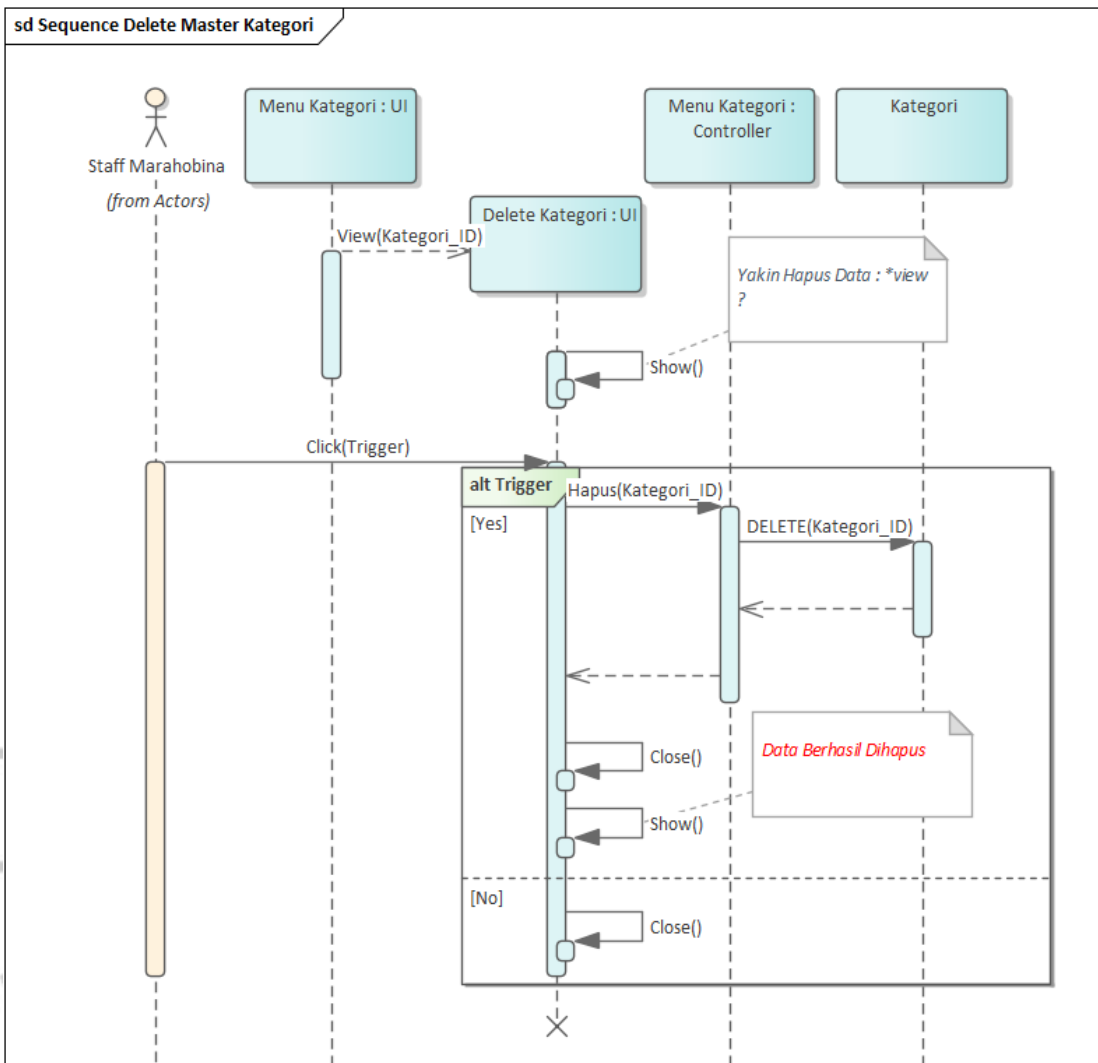 sd Sequence Delete Master Kategori
Staff Marahobina
(from Actors)
Menu Kategori : UI
Menu Kategori :
Controller
Kategori
Delete Kategori : UI
View(Kategori_ID)
Yakin Hapus Data : *view
?
Show()
Click(Trigger)
alt Trigger
Hapus(Kategori_ID)
[Yes]
DELETE(Kategori_ID)
Close()
Data Berhasil Dihapus
Show()
[No]
Close()